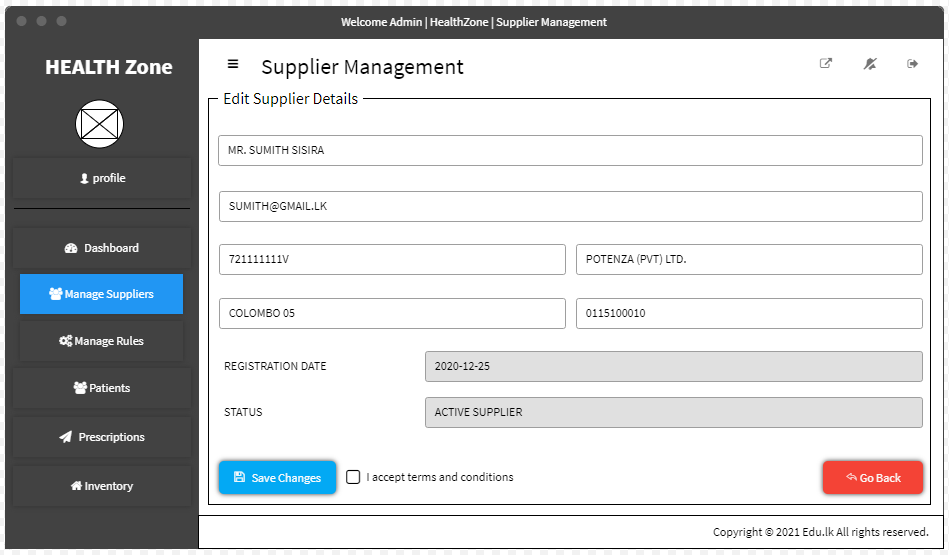 Welcome Admin | HealthZone | Supplier Management
HEALTH Zone
profile
Dashboard
Manage Suppliers
Manage Rules
Patients
Prescriptions
Inventory
Supplier Management
Edit Supplier Details
MR. SUMITH SISIRA
SUMITH@GMAIL.LK
721111111V
POTENZA (PVT) LTD.
COLOMBO 05
0115100010
REGISTRATION DATE
2020-12-25
STATUS
ACTIVE SUPPLIER
Save Changes
I accept terms and conditions
Go Back
Copyright © 2021 Edu.lk All rights reserved.